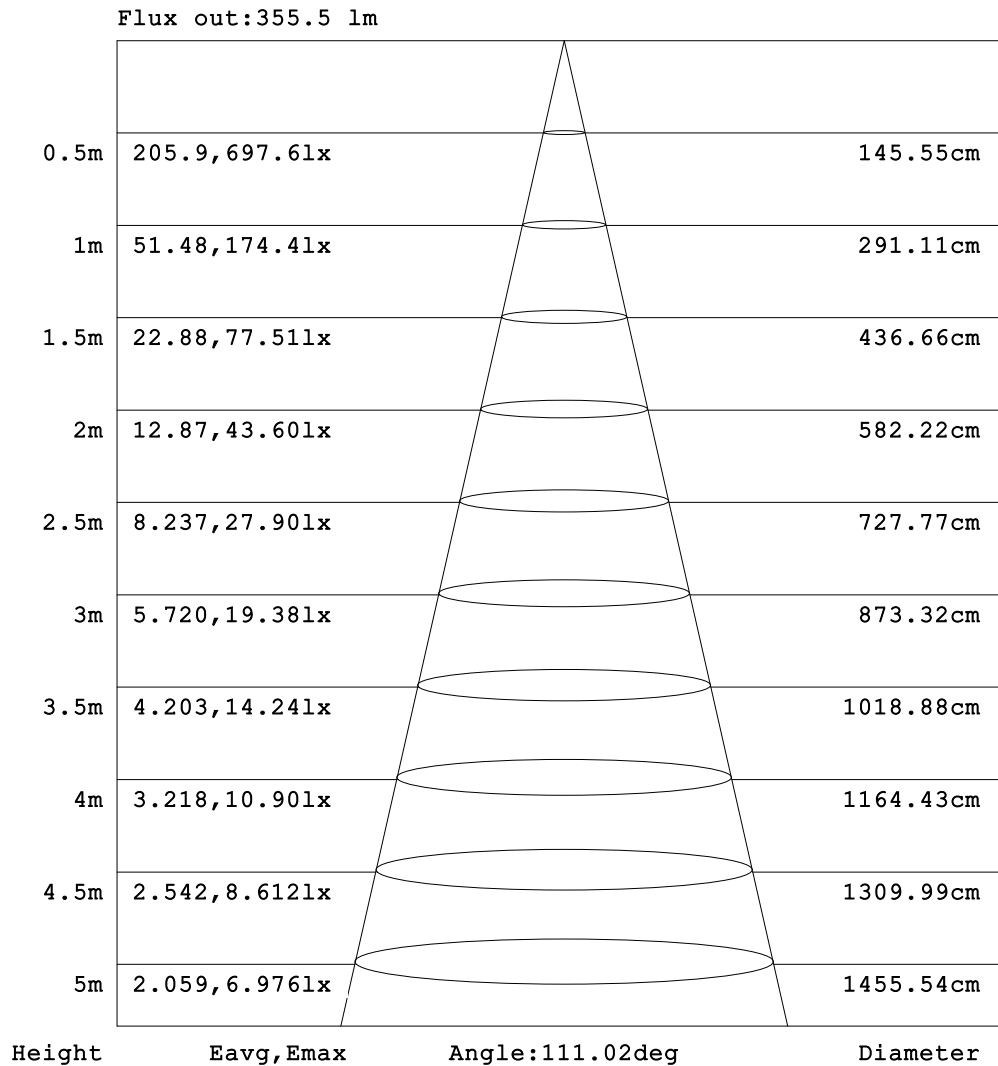 Flux out:355.5 lm
0.5m 205.9,697.6lx 145.55cm
1m 51.48,174.4lx 291.11cm
1.5m 22.88,77.51lx 436.66cm
2m 12.87,43.60lx 582.22cm
2.5m 8.237,27.90lx 727.77cm
3m 5.720,19.38lx 873.32cm
3.5m 4.203,14.24lx 1018.88cm
4m 3.218,10.90lx 1164.43cm
4.5m 2.542,8.612lx 1309.99cm
5m 2.059,6.976lx 1455.54cm
Height Eavg,Emax Angle:111.02deg Diameter